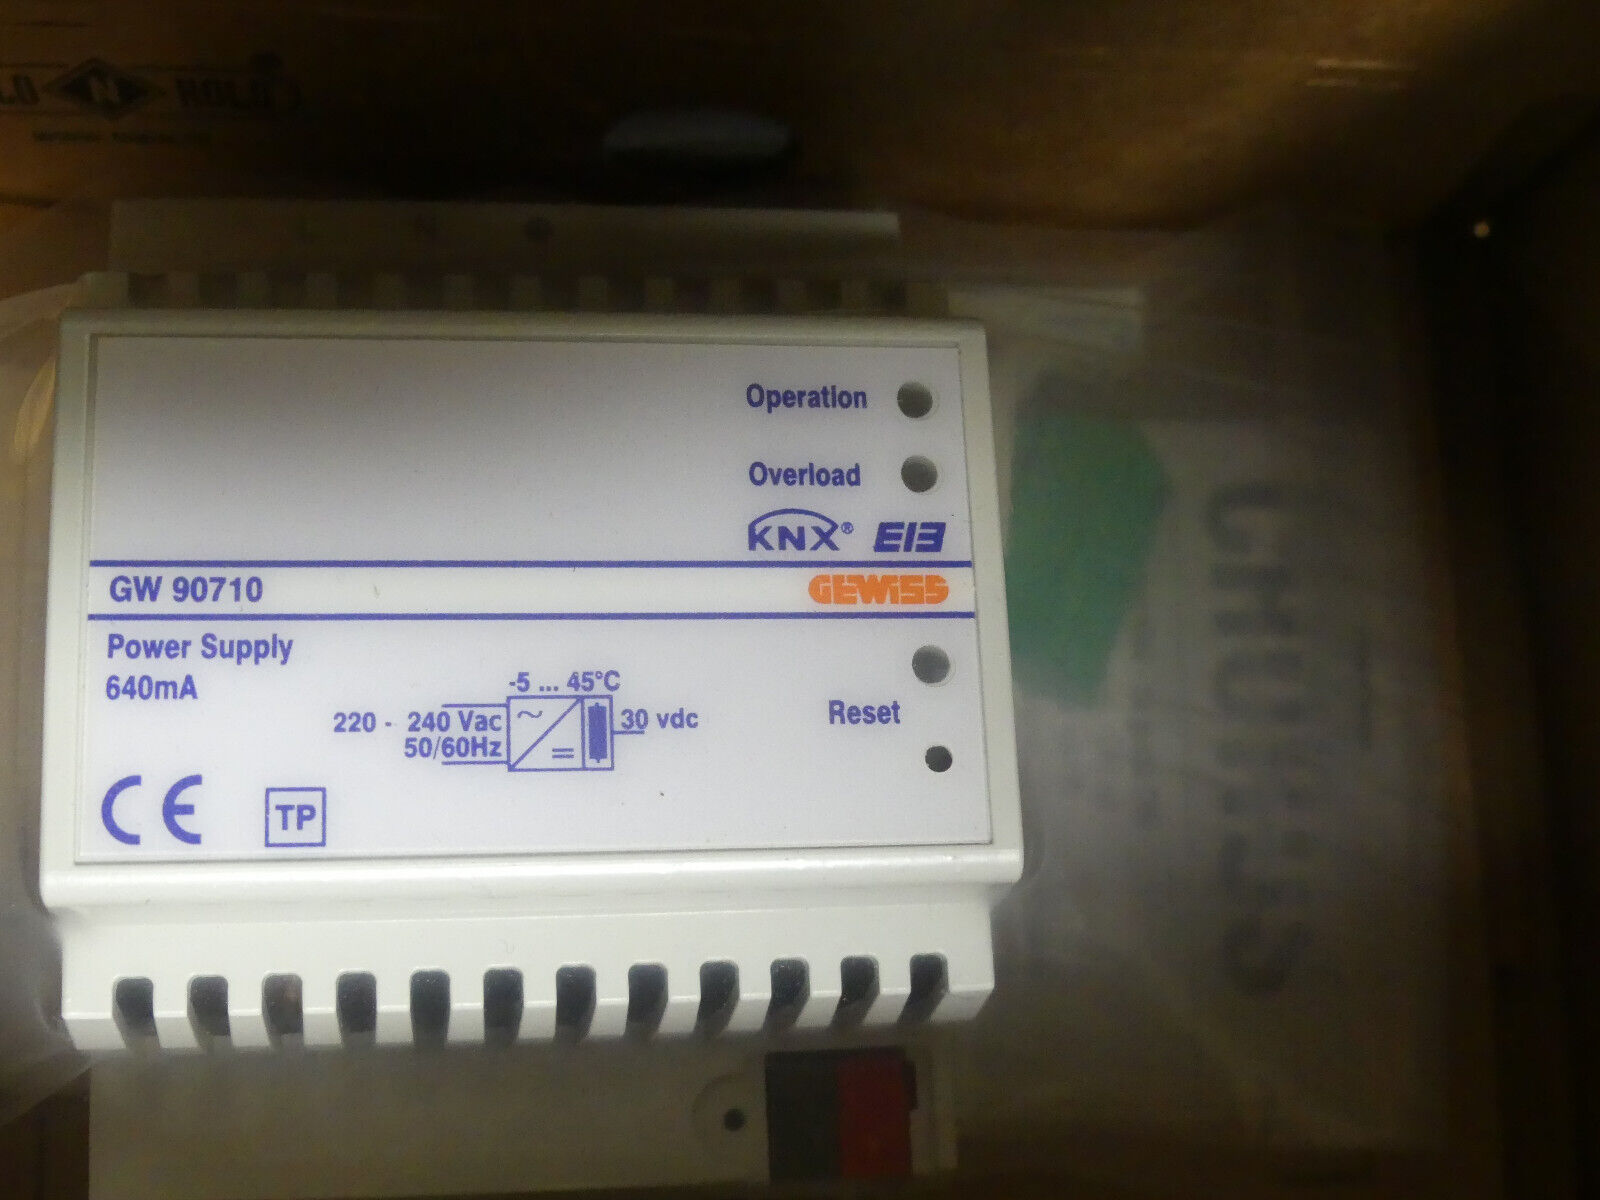 Operation
Overload
KNX® EIB
GW 90710 GEWISS
Power Supply
640mA
-5 ... 45°C
220 - 240 Vac
50/60Hz
30 vdc
Reset
CE TP
CHORUS